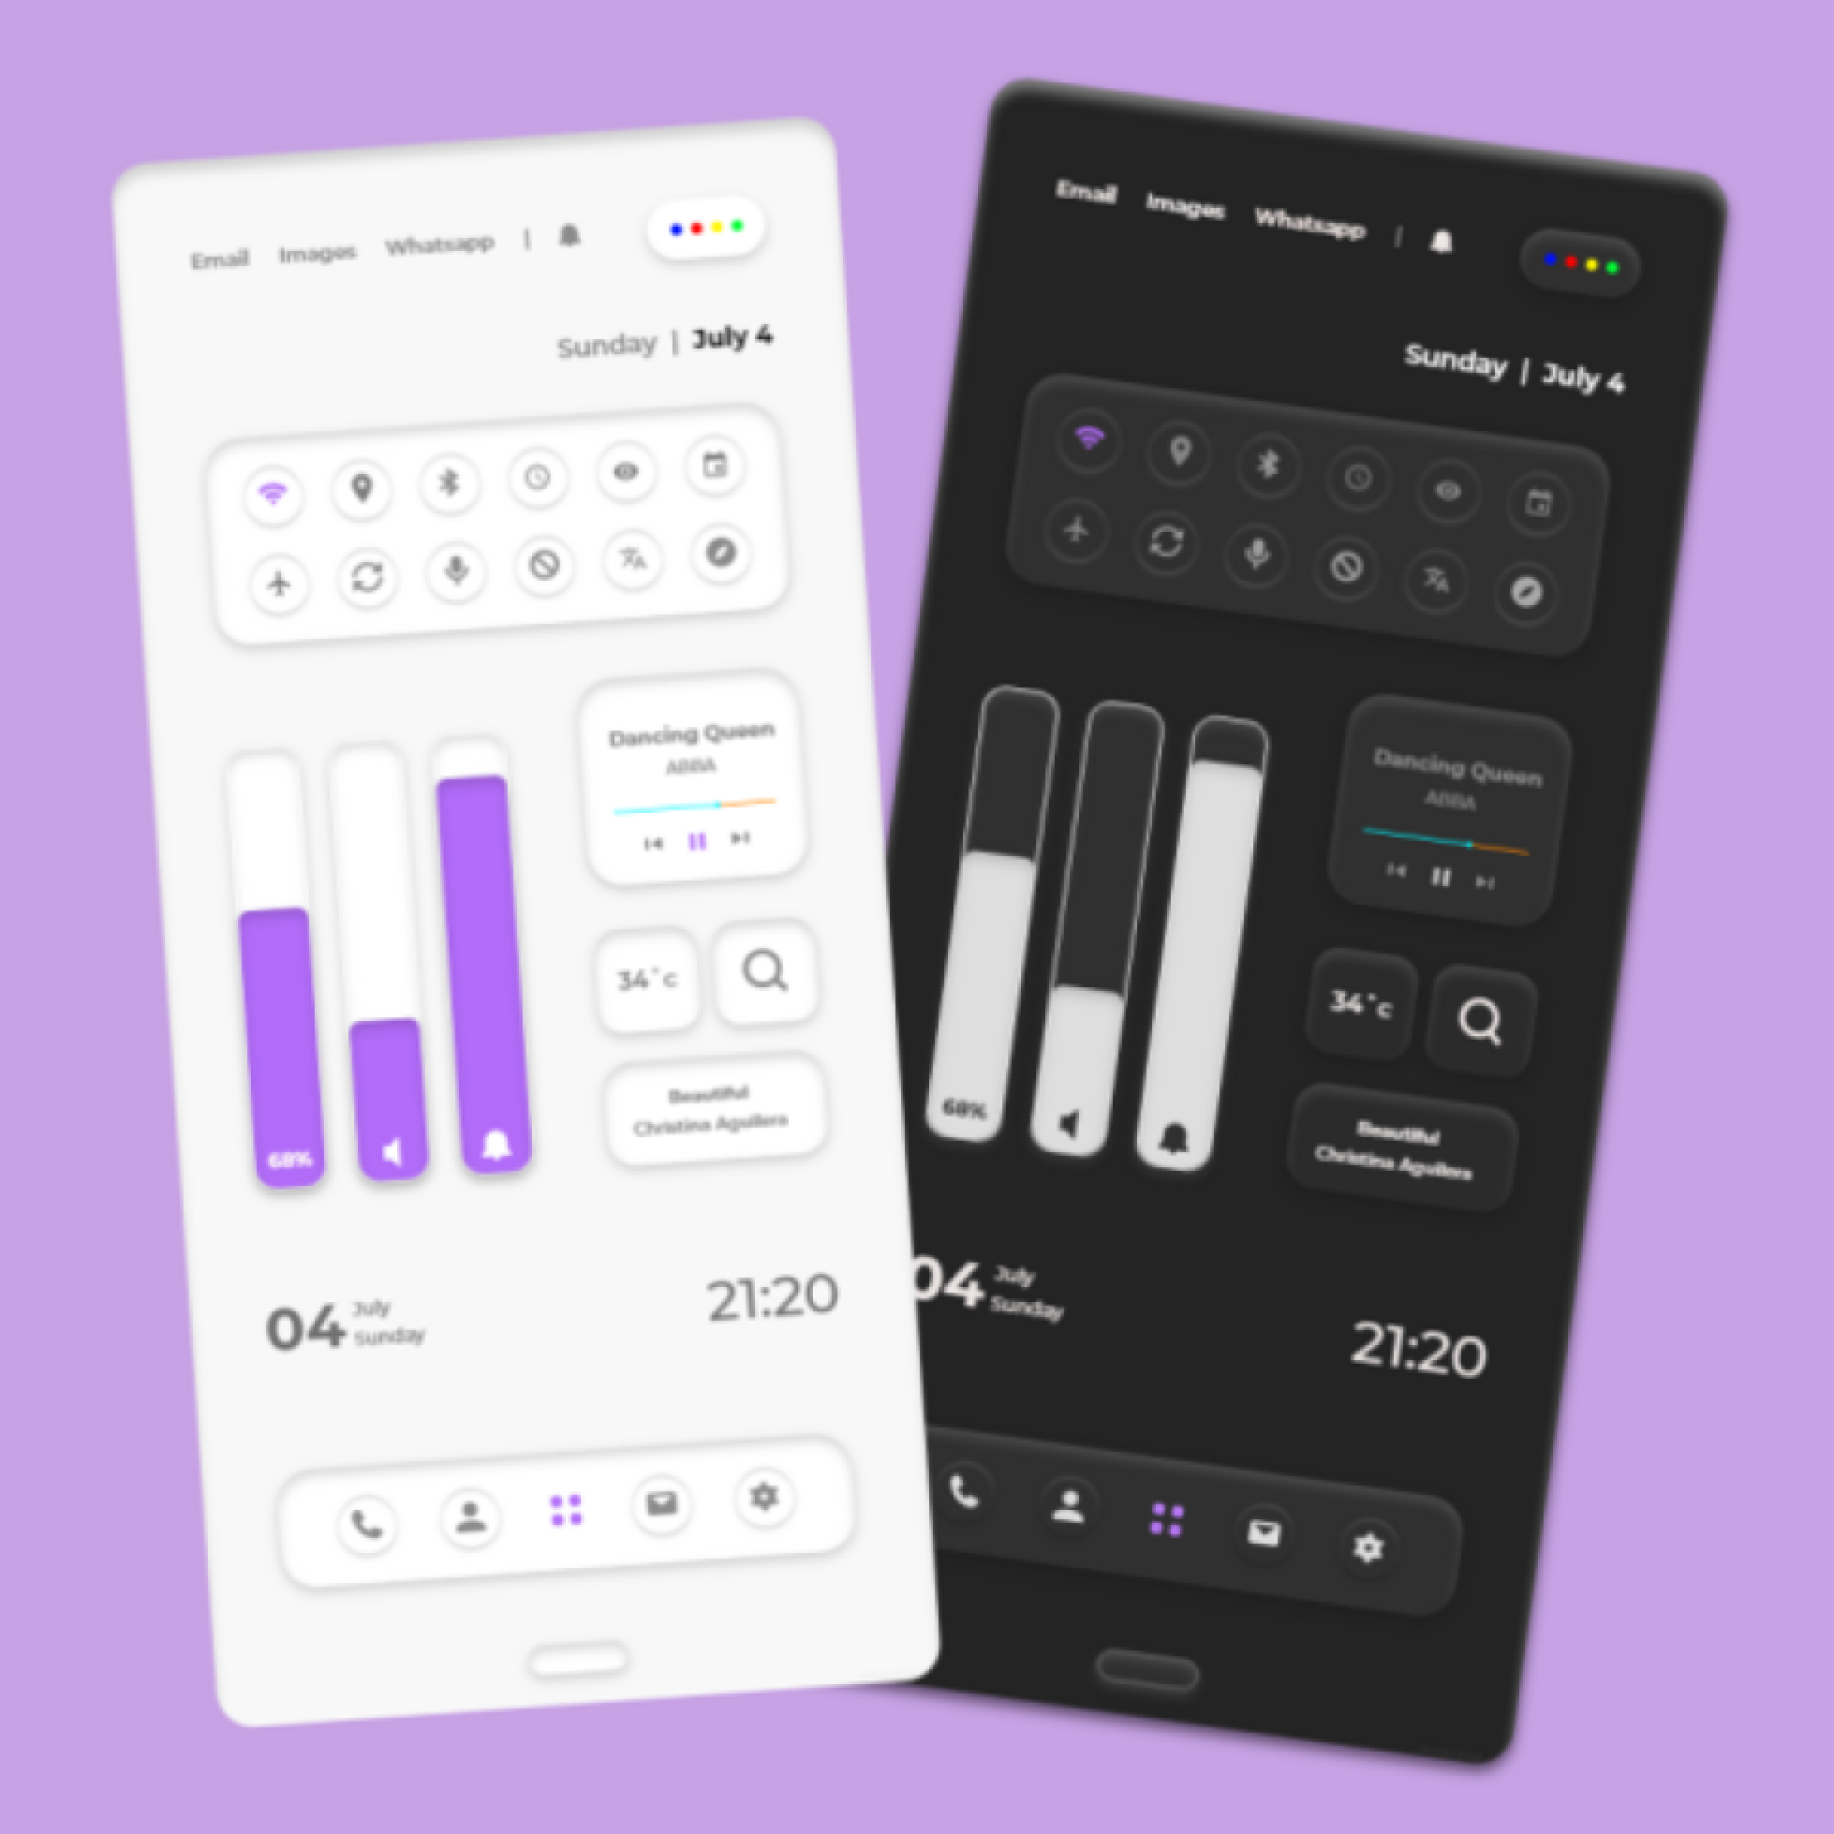 Email Images Whatsapp |
Sunday | July 4
Dancing Queen
ABBA
34°c
Beautiful
Christina Aguilera
68%
04 July
Sunday
21:20
Email Images Whatsapp |
Sunday | July 4
Dancing Queen
ABBA
34°c
Beautiful
Christina Aguilera
68%
04 July
Sunday
21:20